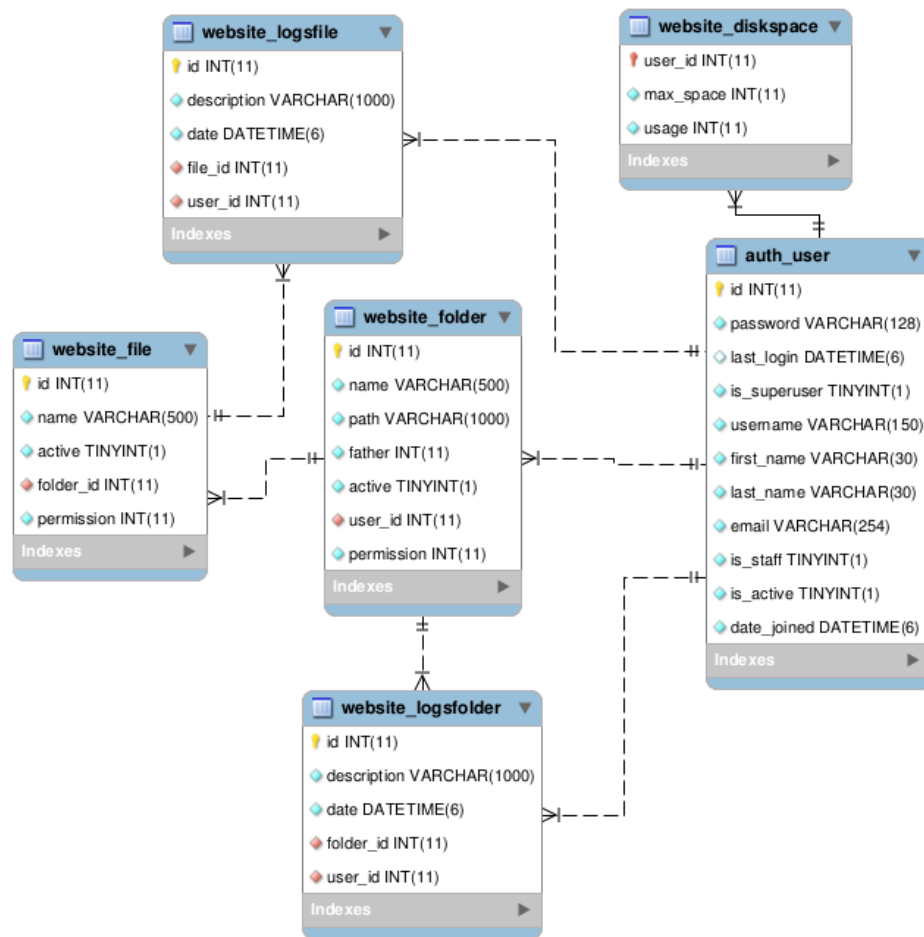 website_logsfile
id INT(11)
description VARCHAR(1000)
date DATETIME(6)
file_id INT(11)
user_id INT(11)
Indexes
website_diskspace
user_id INT(11)
max_space INT(11)
usage INT(11)
Indexes
auth_user
id INT(11)
password VARCHAR(128)
last_login DATETIME(6)
is_superuser TINYINT(1)
username VARCHAR(150)
first_name VARCHAR(30)
last_name VARCHAR(30)
email VARCHAR(254)
is_staff TINYINT(1)
is_active TINYINT(1)
date_joined DATETIME(6)
Indexes
website_file
id INT(11)
name VARCHAR(500)
active TINYINT(1)
folder_id INT(11)
permission INT(11)
Indexes
website_folder
id INT(11)
name VARCHAR(500)
path VARCHAR(1000)
father INT(11)
active TINYINT(1)
user_id INT(11)
permission INT(11)
Indexes
website_logsfolder
id INT(11)
description VARCHAR(1000)
date DATETIME(6)
folder_id INT(11)
user_id INT(11)
Indexes